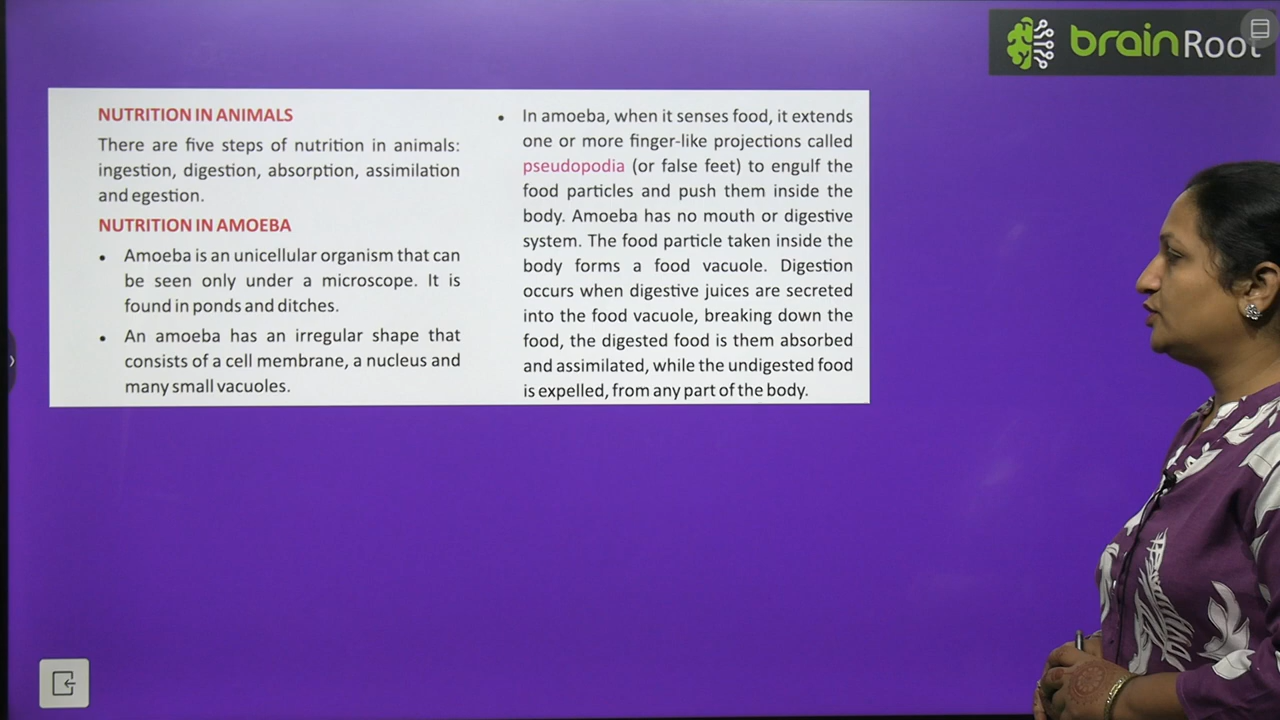 brainRoot
NUTRITION IN ANIMALS
There are five steps of nutrition in animals:
ingestion, digestion, absorption, assimilation
and egestion.
NUTRITION IN AMOEBA
• Amoeba is an unicellular organism that can
be seen only under a microscope. It is
found in ponds and ditches.
• An amoeba has an irregular shape that
consists of a cell membrane, a nucleus and
many small vacuoles.
• In amoeba, when it senses food, it extends
one or more finger-like projections called
pseudopodia (or false feet) to engulf the
food particles and push them inside the
body. Amoeba has no mouth or digestive
system. The food particle taken inside the
body forms a food vacuole. Digestion
occurs when digestive juices are secreted
into the food vacuole, breaking down the
food, the digested food is them absorbed
and assimilated, while the undigested food
is expelled, from any part of the body.